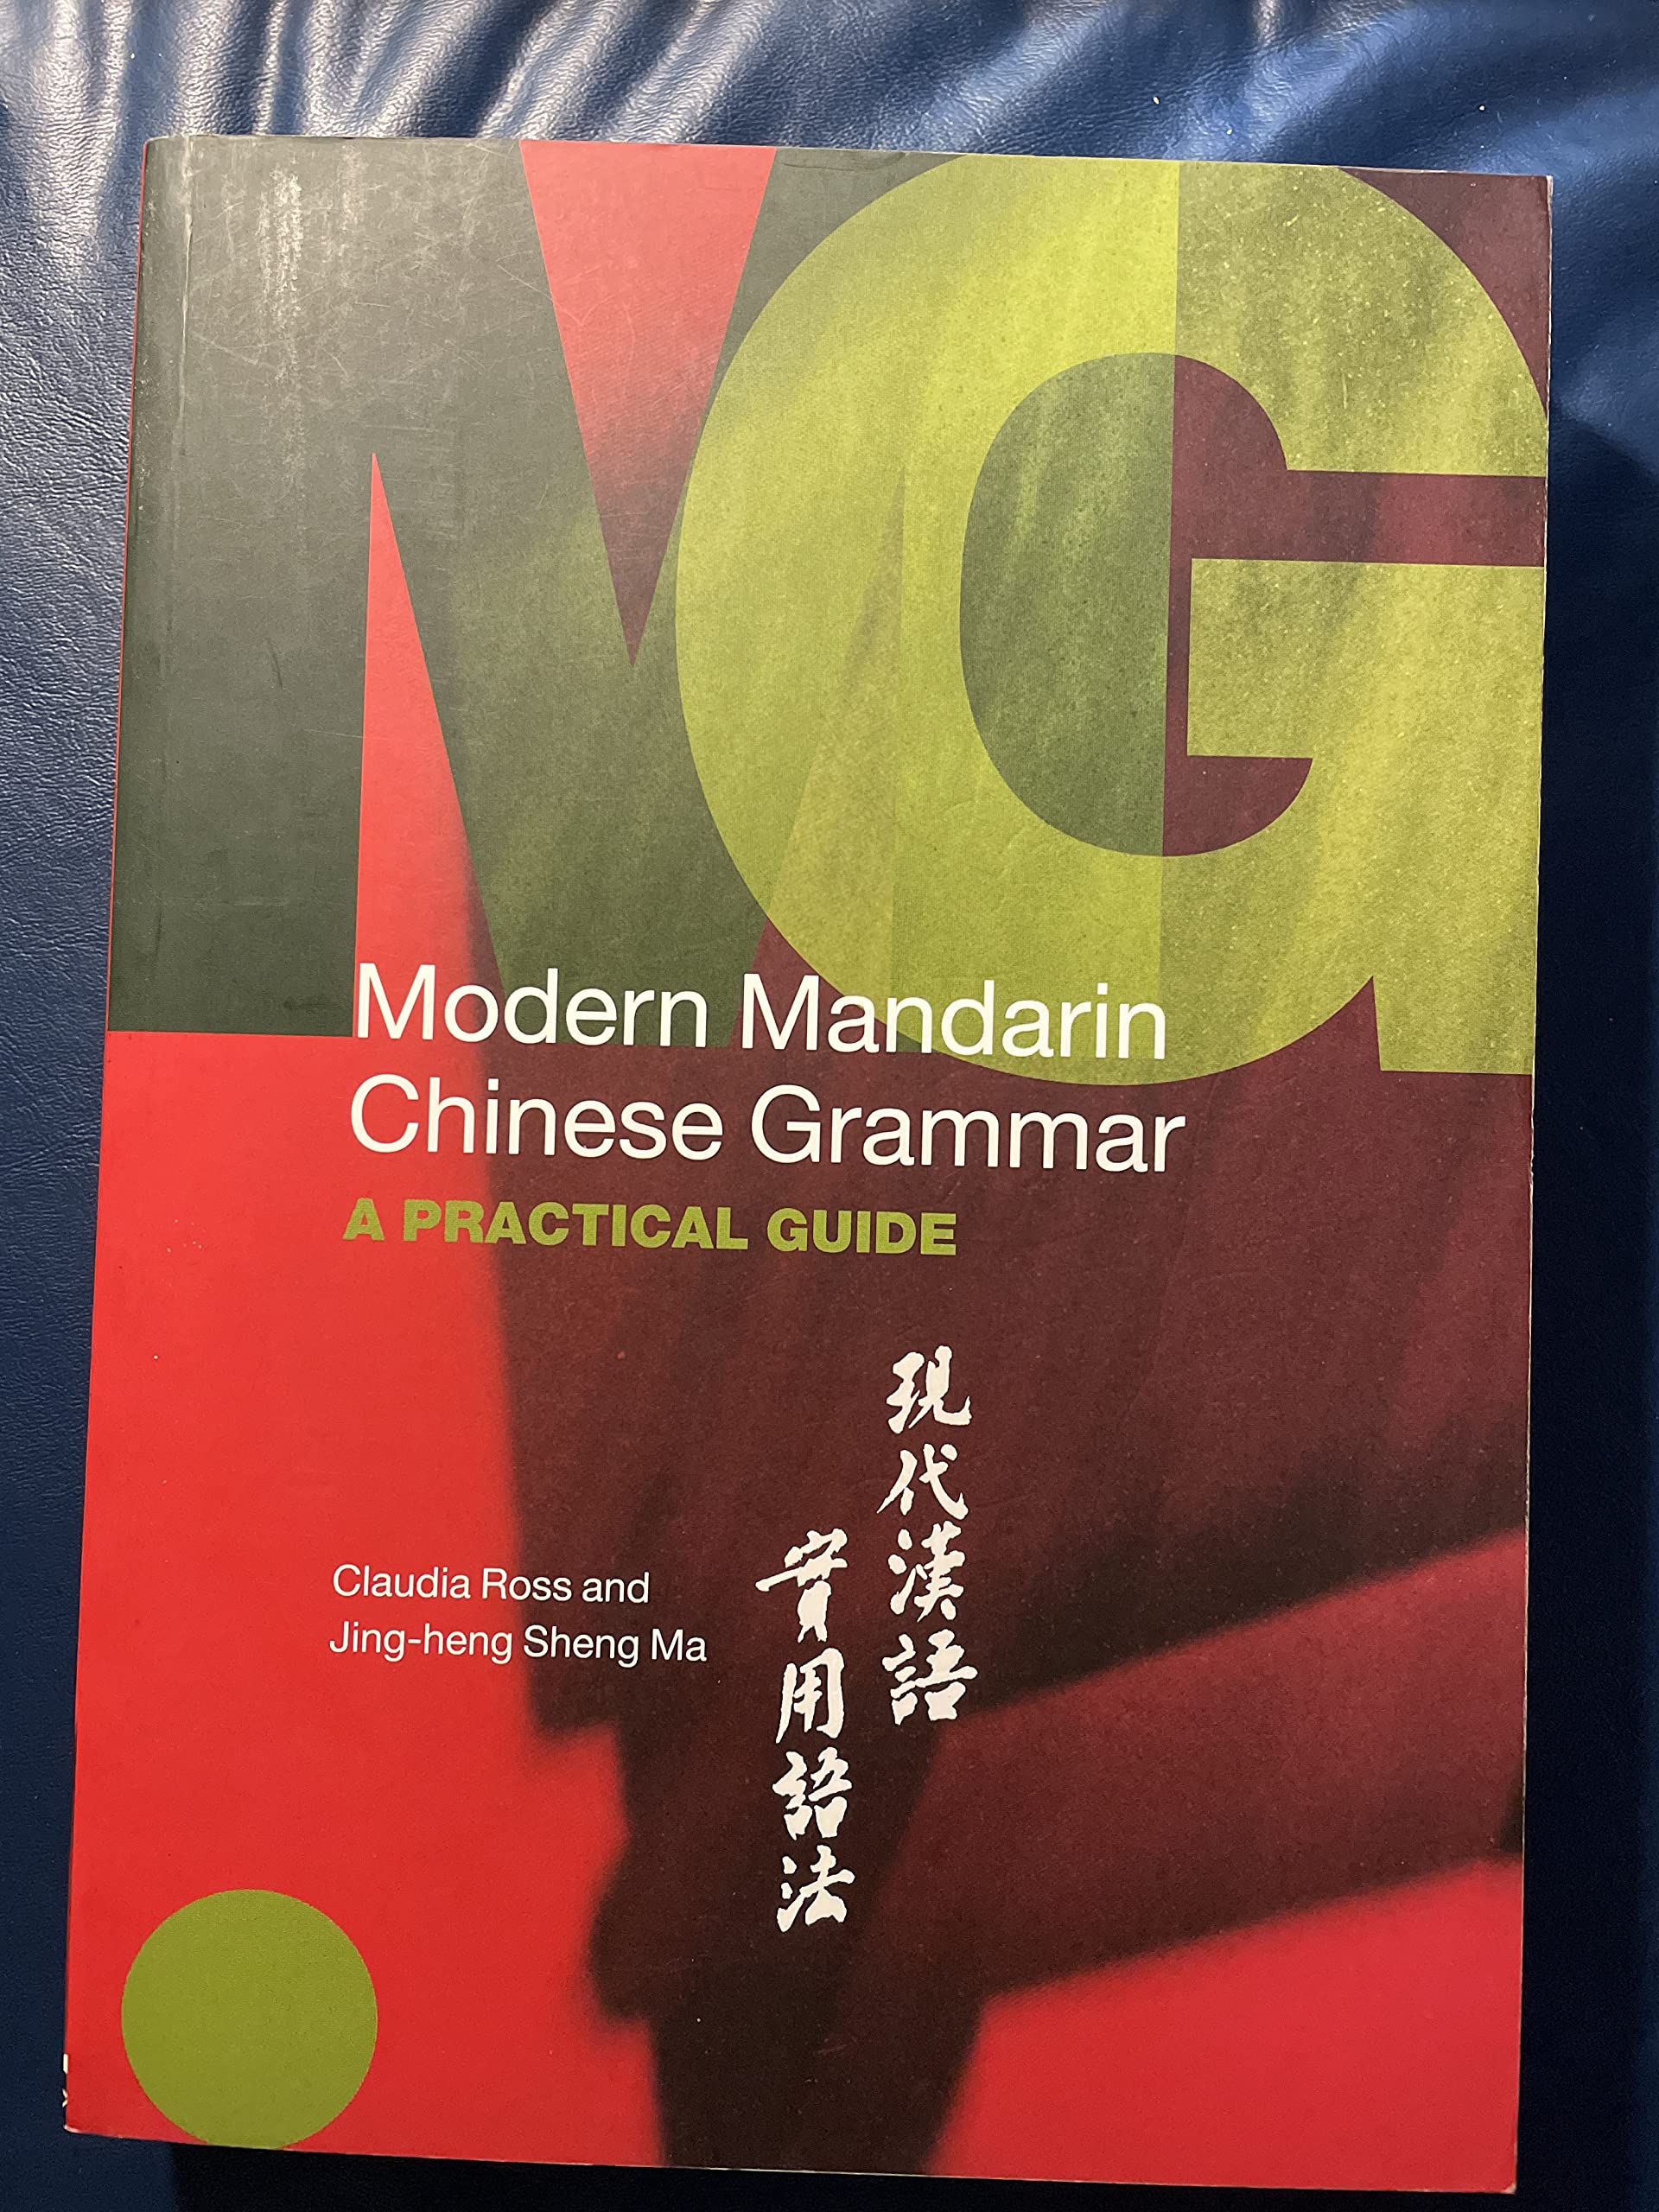 MG
Modern Mandarin
Chinese Grammar
A PRACTICAL GUIDE
現代漢語
實用語法
Claudia Ross and
Jing-heng Sheng Ma